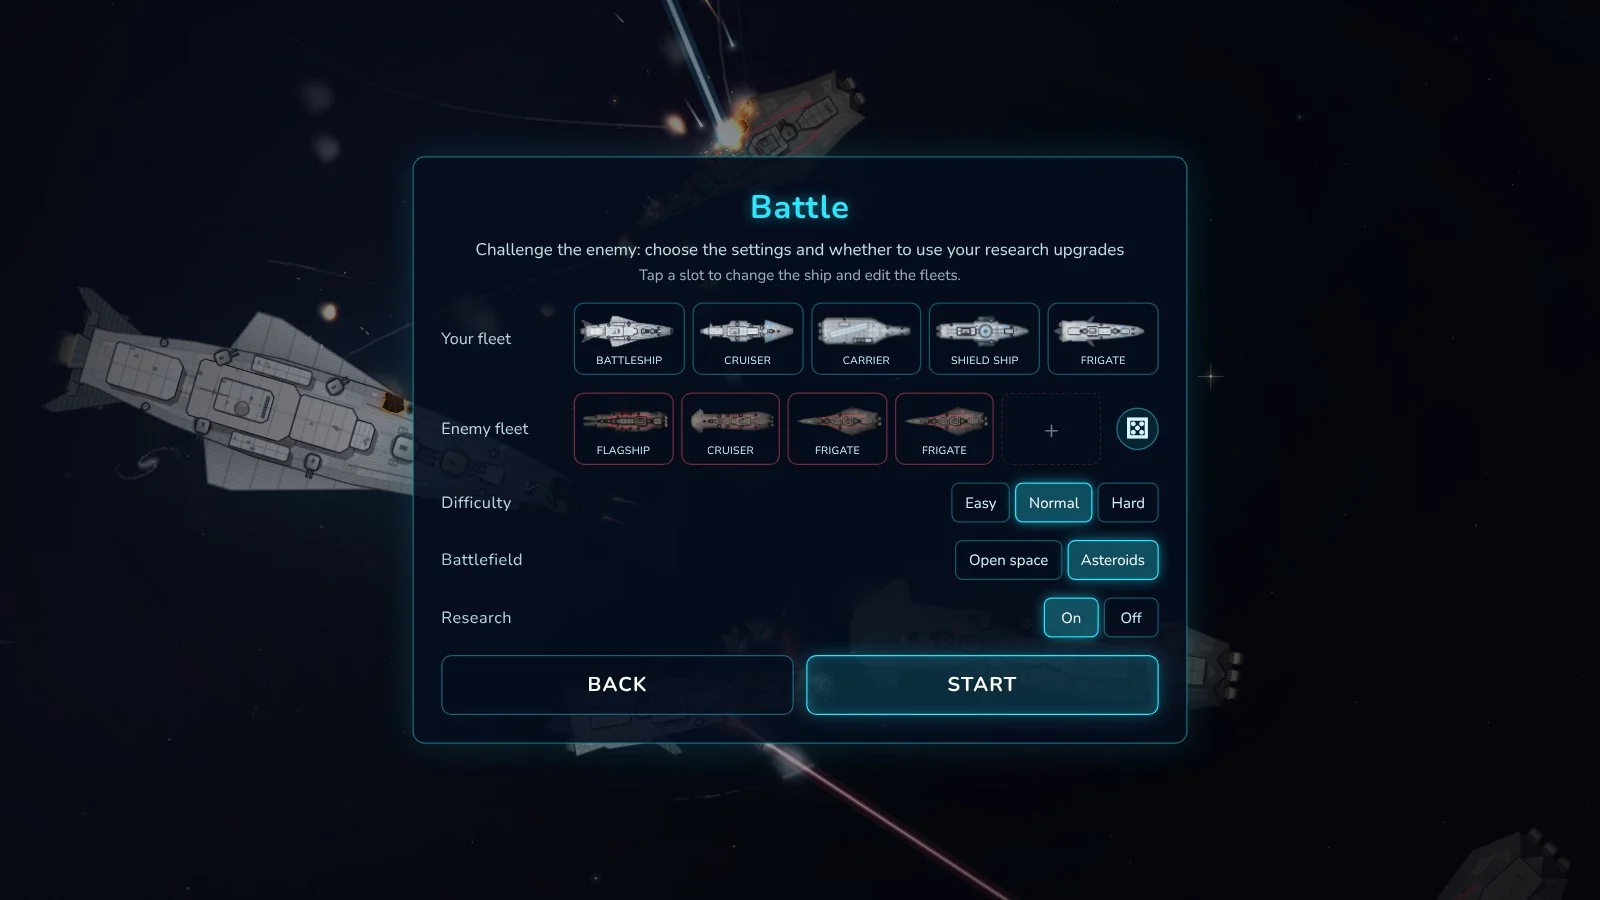 Battle
Challenge the enemy: choose the settings and whether to use your research upgrades
Tap a slot to change the ship and edit the fleets.
Your fleet
BATTLESHIP
CRUISER
CARRIER
SHIELD SHIP
FRIGATE
Enemy fleet
FLAGSHIP
CRUISER
FRIGATE
FRIGATE
+
Difficulty
Easy
Normal
Hard
Battlefield
Open space
Asteroids
Research
On
Off
BACK
START